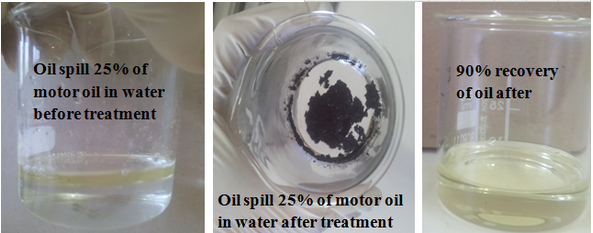 Oil spill 25% of
motor oil in water
before treatment
Oil spill 25% of motor oil
in water after treatment
90% recovery
of oil after